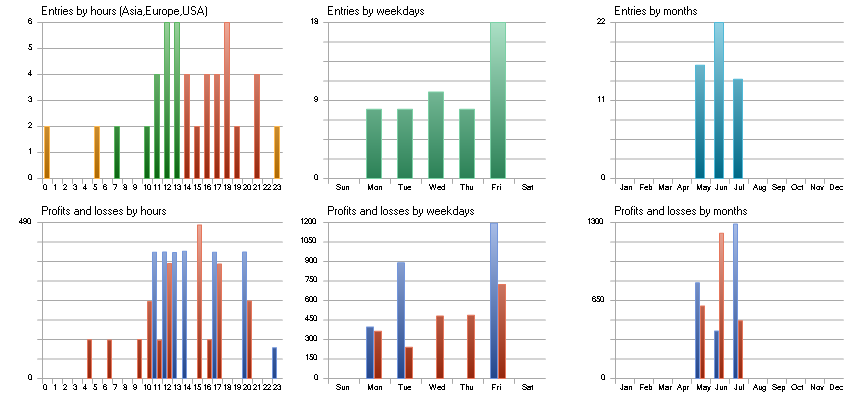 Entries by hours (Asia,Europe,USA)
6
5
4
3
2
1
0
0 1 2 3 4 5 6 7 8 9 10 11 12 13 14 15 16 17 18 19 20 21 22 23
Entries by weekdays
18
9
0
Sun Mon Tue Wed Thu Fri Sat
Entries by months
22
11
0
Jan Feb Mar Apr May Jun Jul Aug Sep Oct Nov Dec
Profits and losses by hours
490
0
0 1 2 3 4 5 6 7 8 9 10 11 12 13 14 15 16 17 18 19 20 21 22 23
Profits and losses by weekdays
1200
1050
900
750
600
450
300
150
0
Sun Mon Tue Wed Thu Fri Sat
Profits and losses by months
1300
650
0
Jan Feb Mar Apr May Jun Jul Aug Sep Oct Nov Dec